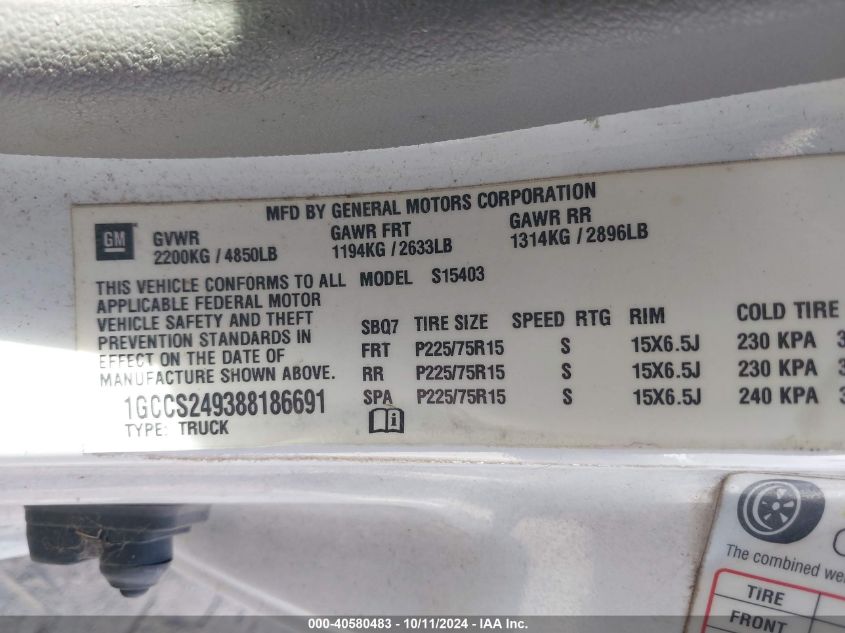 MFD BY GENERAL MOTORS CORPORATION
GM
GVWR GAWR FRT GAWR RR
2200KG / 4850LB 1194KG / 2633LB 1314KG / 2896LB
THIS VEHICLE CONFORMS TO ALL MODEL S15403
APPLICABLE FEDERAL MOTOR
VEHICLE SAFETY AND THEFT
PREVENTION STANDARDS IN
EFFECT ON THE DATE OF
MANUFACTURE SHOWN ABOVE.
SBQ7 TIRE SIZE SPEED RTG RIM COLD TIRE
FRT P225/75R15 S 15X6.5J 230 KPA 3
RR P225/75R15 S 15X6.5J 230 KPA 3
SPA P225/75R15 S 15X6.5J 240 KPA 3
1GCCS249388186691
TYPE: TRUCK
i
The combined we
TIRE
FRONT
000-40580483 - 10/11/2024 - IAA Inc.